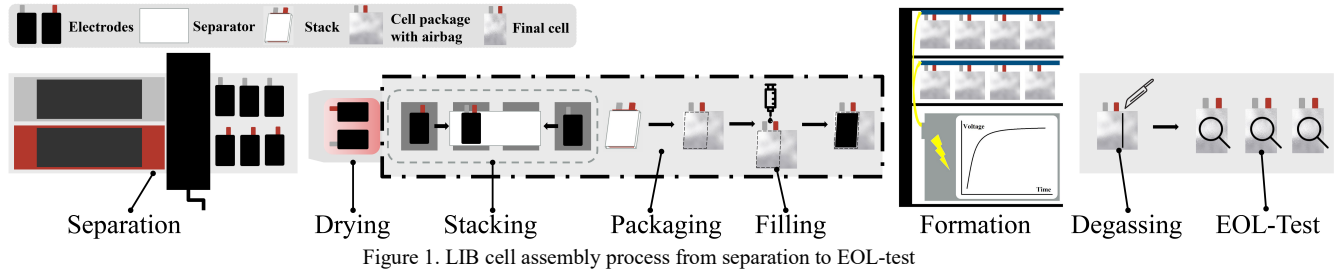 Electrodes
Separator
Stack
Cell package
with airbag
Final cell
Voltage
Time
Separation
Drying
Stacking
Packaging
Filling
Formation
Degassing
EOL-Test
Figure 1. LIB cell assembly process from separation to EOL-test